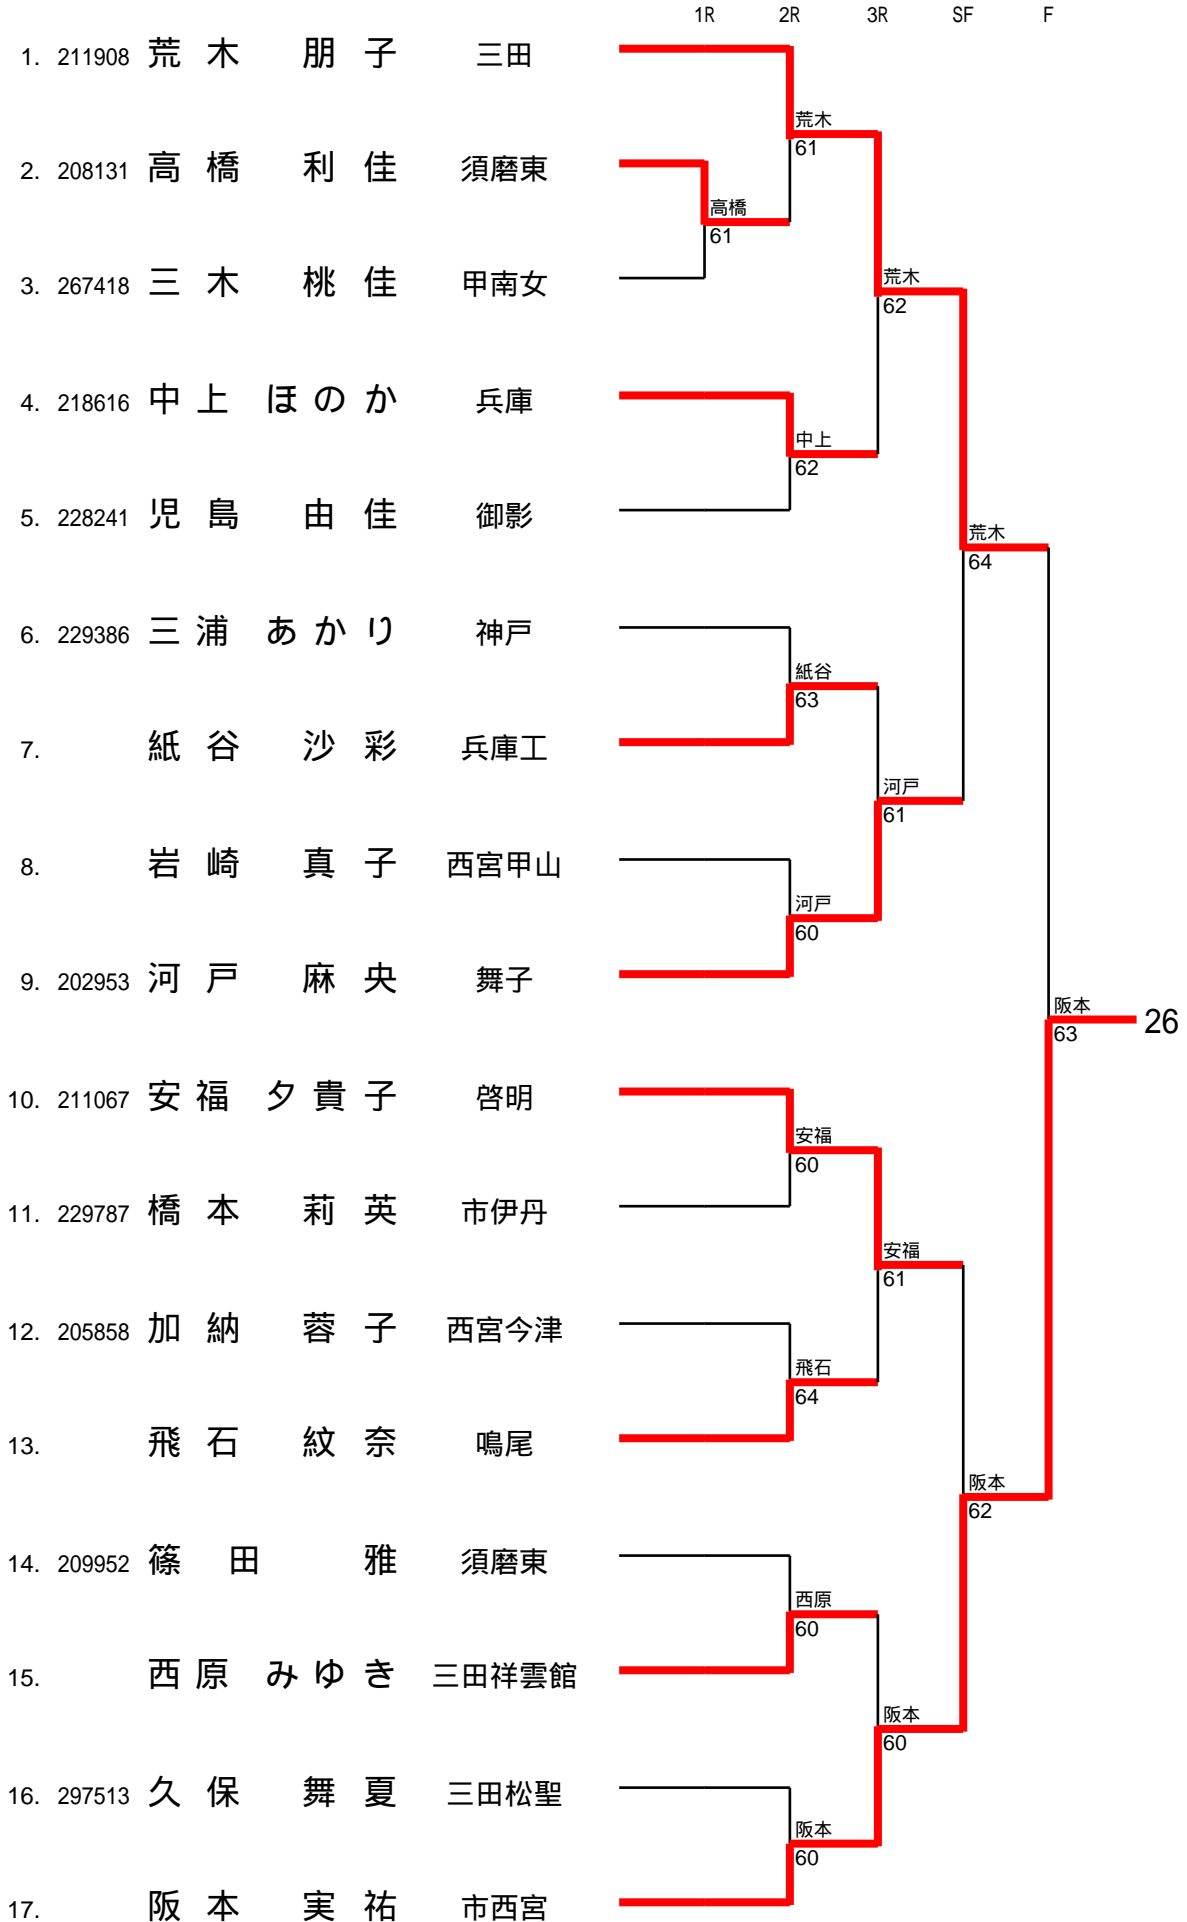 1R 2R 3R SF F
1. 211908 荒木 朋子 三田
荒木
61
2. 208131 高橋 利佳 須磨東
高橋
61
3. 267418 三木 桃佳 甲南女
荒木
62
4. 218616 中上 ほのか 兵庫
中上
62
5. 228241 児島 由佳 御影
荒木
64
6. 229386 三浦 あかり 神戸
紙谷
63
7. 紙谷 沙彩 兵庫工
河戸
61
8. 岩崎 真子 西宮甲山
河戸
60
9. 202953 河戸 麻央 舞子
阪本
63
26
10. 211067 安福 夕貴子 啓明
安福
60
11. 229787 橋本 莉英 市伊丹
安福
61
12. 205858 加納 蓉子 西宮今津
飛石
64
13. 飛石 紋奈 鳴尾
阪本
62
14. 209952 篠田 雅 須磨東
西原
60
15. 西原 みゆき 三田祥雲館
阪本
60
16. 297513 久保 舞夏 三田松聖
阪本
60
17. 阪本 実祐 市西宮